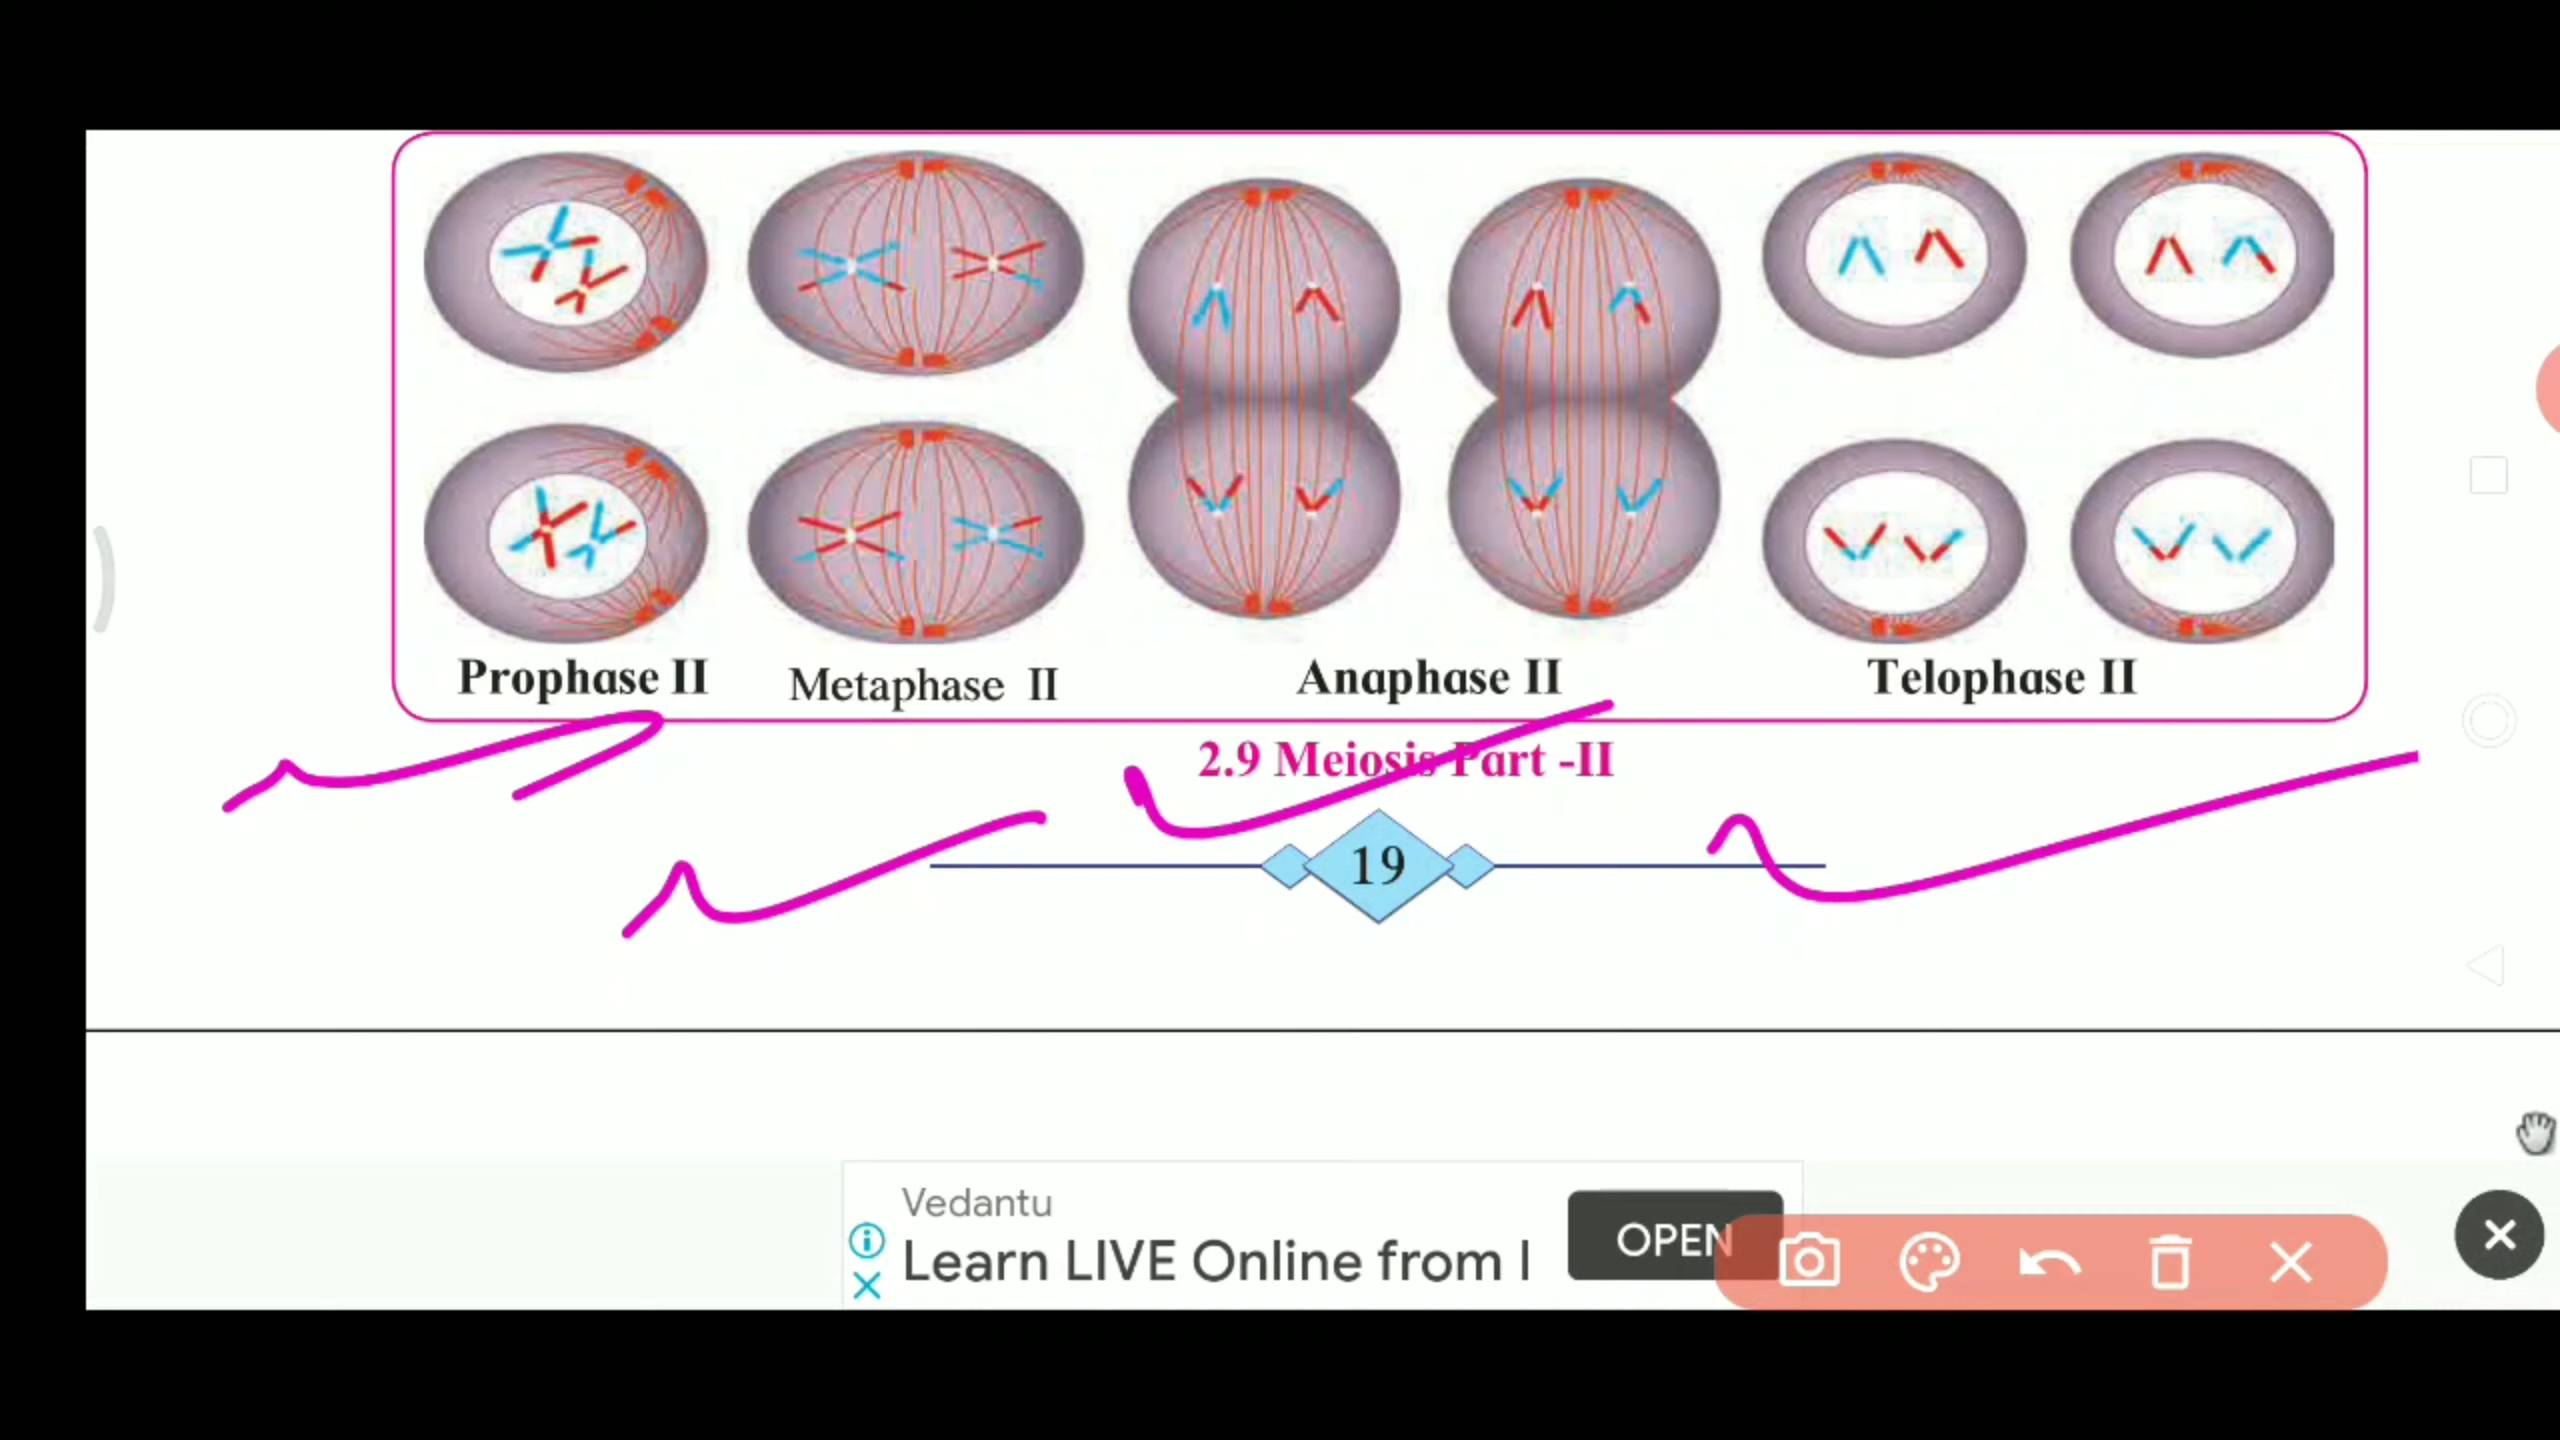 Prophase II Metaphase II Anaphase II Telophase II
2.9 Meiosis Part -II
19
Vedantu
Learn LIVE Online from I
OPEN